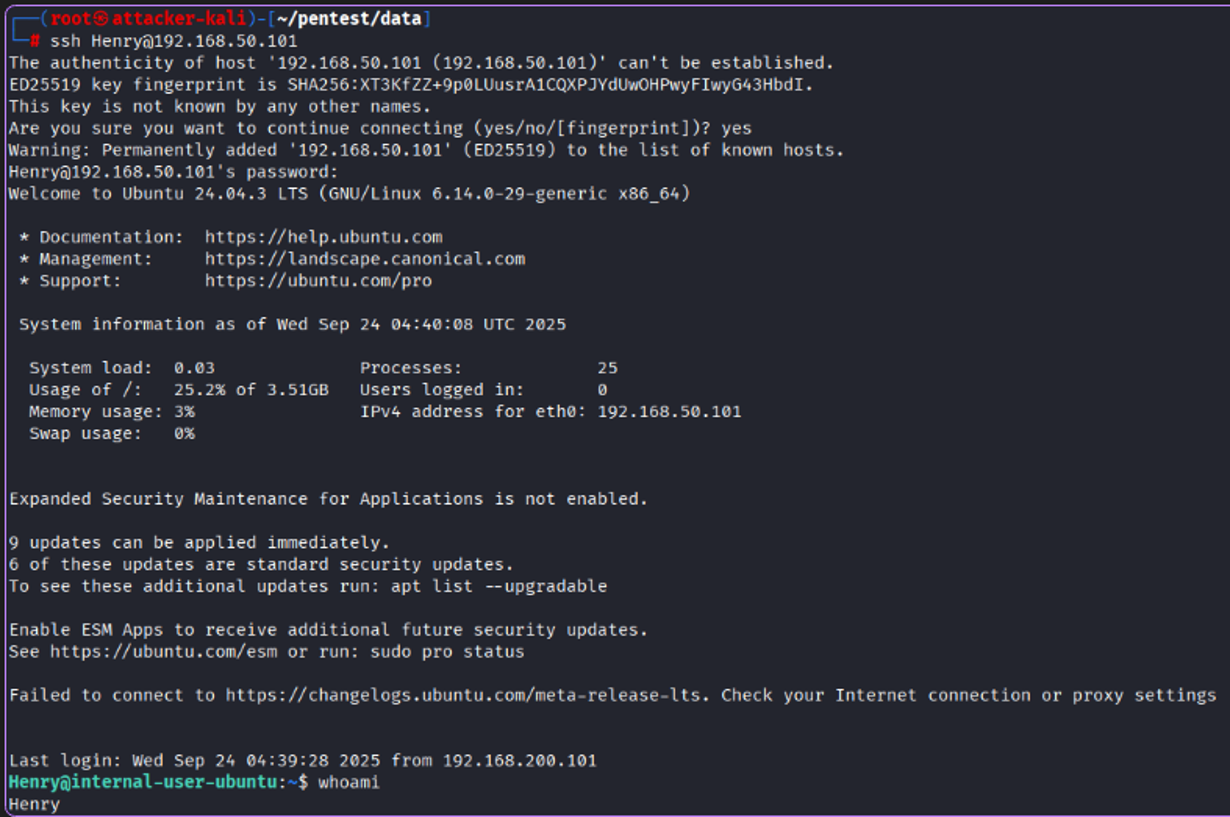 ┌──(root㉿attacker-kali)-[~/pentest/data]
└─# ssh Henry@192.168.50.101
The authenticity of host '192.168.50.101 (192.168.50.101)' can't be established.
ED25519 key fingerprint is SHA256:XT3KfZZ+9p0LUusrA1CQXPJYdUwOHPwyFIwyG43HbdI.
This key is not known by any other names.
Are you sure you want to continue connecting (yes/no/[fingerprint])? yes
Warning: Permanently added '192.168.50.101' (ED25519) to the list of known hosts.
Henry@192.168.50.101's password:
Welcome to Ubuntu 24.04.3 LTS (GNU/Linux 6.14.0-29-generic x86_64)

 * Documentation:  https://help.ubuntu.com
 * Management:     https://landscape.canonical.com
 * Support:        https://ubuntu.com/pro

 System information as of Wed Sep 24 04:40:08 UTC 2025

  System load:  0.03              Processes:             25
  Usage of /:   25.2% of 3.51GB   Users logged in:       0
  Memory usage: 3%                IPv4 address for eth0: 192.168.50.101
  Swap usage:   0%

Expanded Security Maintenance for Applications is not enabled.

9 updates can be applied immediately.
6 of these updates are standard security updates.
To see these additional updates run: apt list --upgradable

Enable ESM Apps to receive additional future security updates.
See https://ubuntu.com/esm or run: sudo pro status

Failed to connect to https://changelogs.ubuntu.com/meta-release-lts. Check your Internet connection or proxy settings

Last login: Wed Sep 24 04:39:28 2025 from 192.168.200.101
Henry@internal-user-ubuntu:~$ whoami
Henry